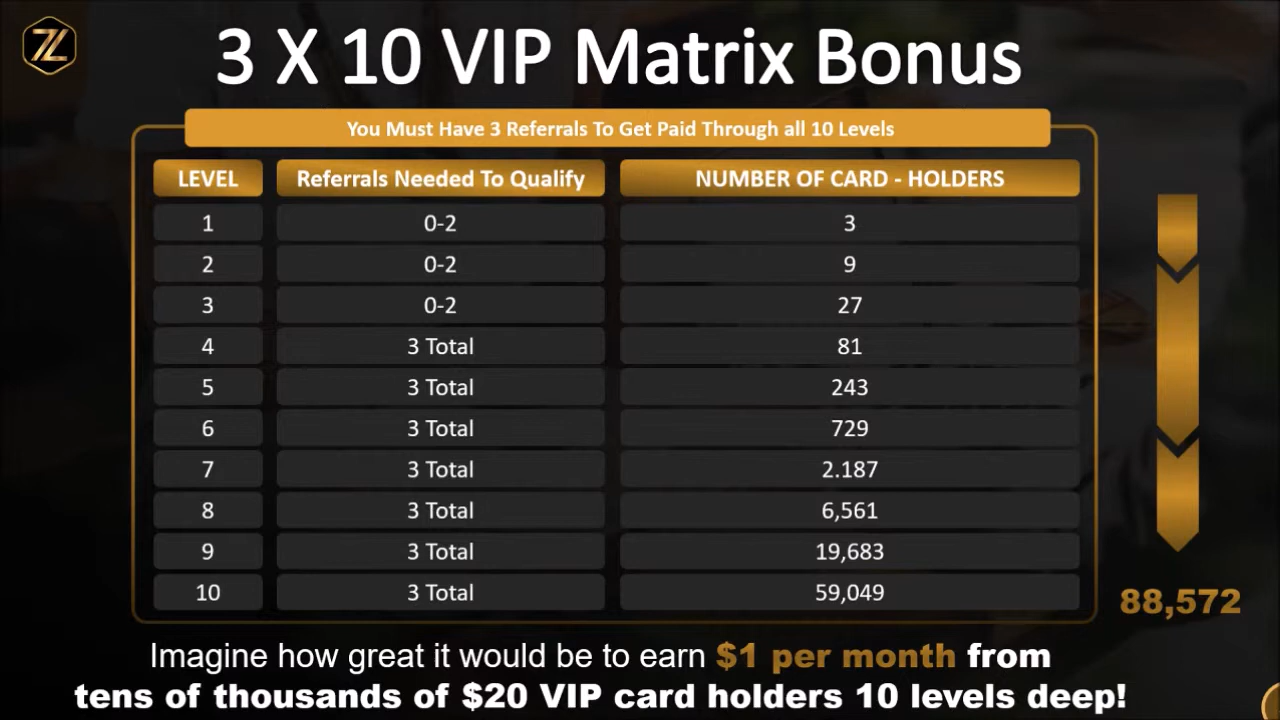 3 X 10 VIP Matrix Bonus
You Must Have 3 Referrals To Get Paid Through all 10 Levels
LEVEL Referrals Needed To Qualify NUMBER OF CARD - HOLDERS
1 0-2 3
2 0-2 9
3 0-2 27
4 3 Total 81
5 3 Total 243
6 3 Total 729
7 3 Total 2.187
8 3 Total 6,561
9 3 Total 19,683
10 3 Total 59,049
88,572
Imagine how great it would be to earn $1 per month from
tens of thousands of $20 VIP card holders 10 levels deep!